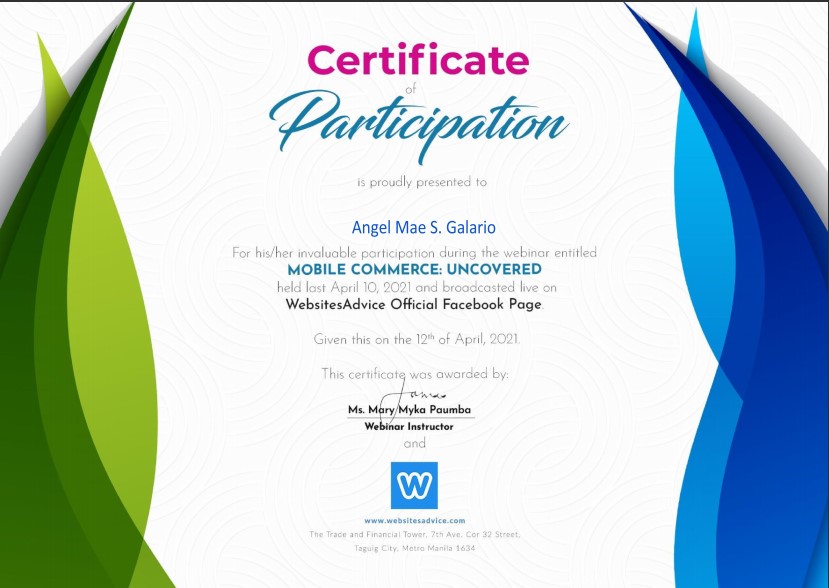 Certificate
of
Participation
is proudly presented to
Angel Mae S. Galario
For his/her invaluable participation during the webinar entitled
MOBILE COMMERCE: UNCOVERED
held last April 10, 2021 and broadcasted live on
WebsitesAdvice Official Facebook Page.
Given this on the 12th of April, 2021.
This certificate was awarded by:
Ms. Mary Myka Paumba
Webinar Instructor
and
W
www.websitesadvice.com
The Trade and Financial Tower, 7th Ave, Cor 32 Street,
Taguig City, Metro Manila 1634